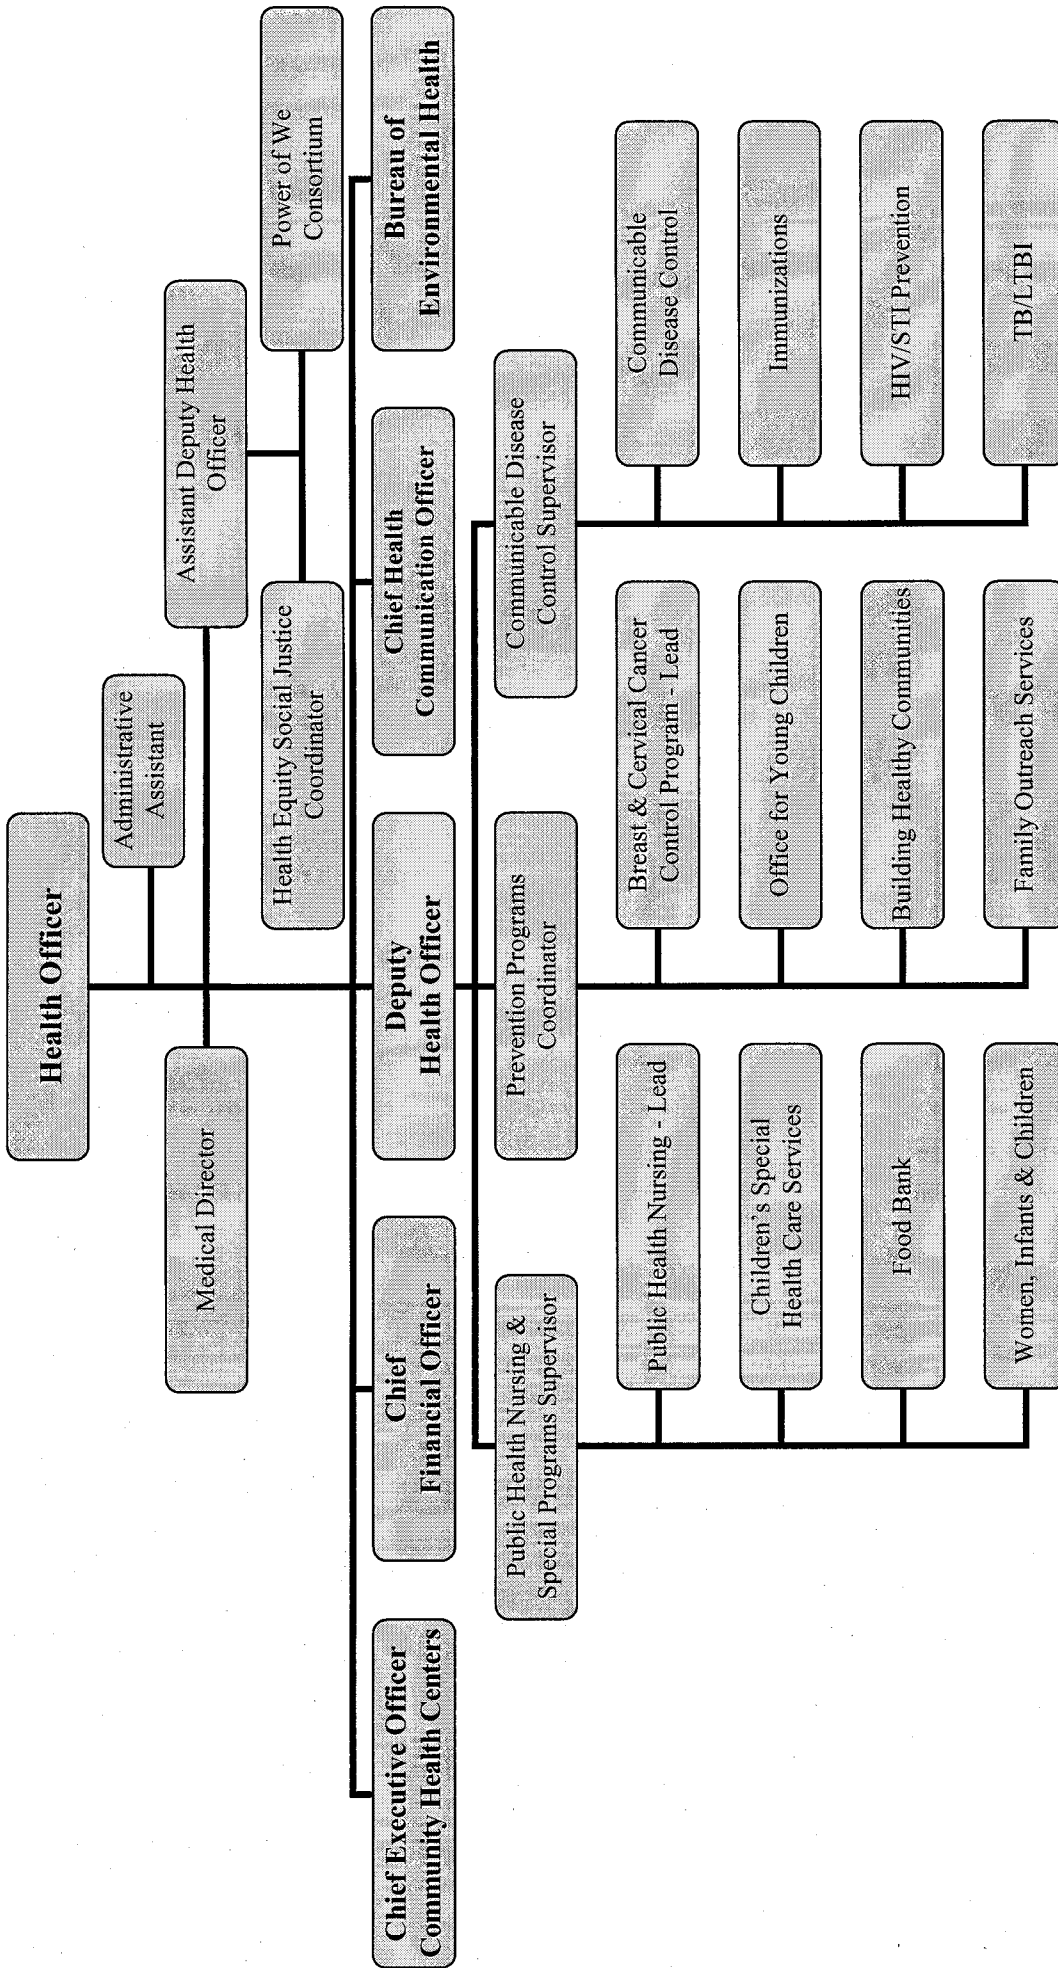 Health Officer
Administrative
Assistant
Medical Director
Assistant Deputy Health
Officer
Health Equity Social Justice
Coordinator
Power of We
Consortium
Chief Executive Officer
Community Health Centers
Chief
Financial Officer
Deputy
Health Officer
Chief Health
Communication Officer
Bureau of
Environmental Health
Public Health Nursing &
Special Programs Supervisor
Prevention Programs
Coordinator
Communicable Disease
Control Supervisor
Public Health Nursing - Lead
Children's Special
Health Care Services
Food Bank
Women, Infants & Children
Breast & Cervical Cancer
Control Program - Lead
Office for Young Children
Building Healthy Communities
Family Outreach Services
Communicable
Disease Control
Immunizations
HIV/STI Prevention
TB/LTBI